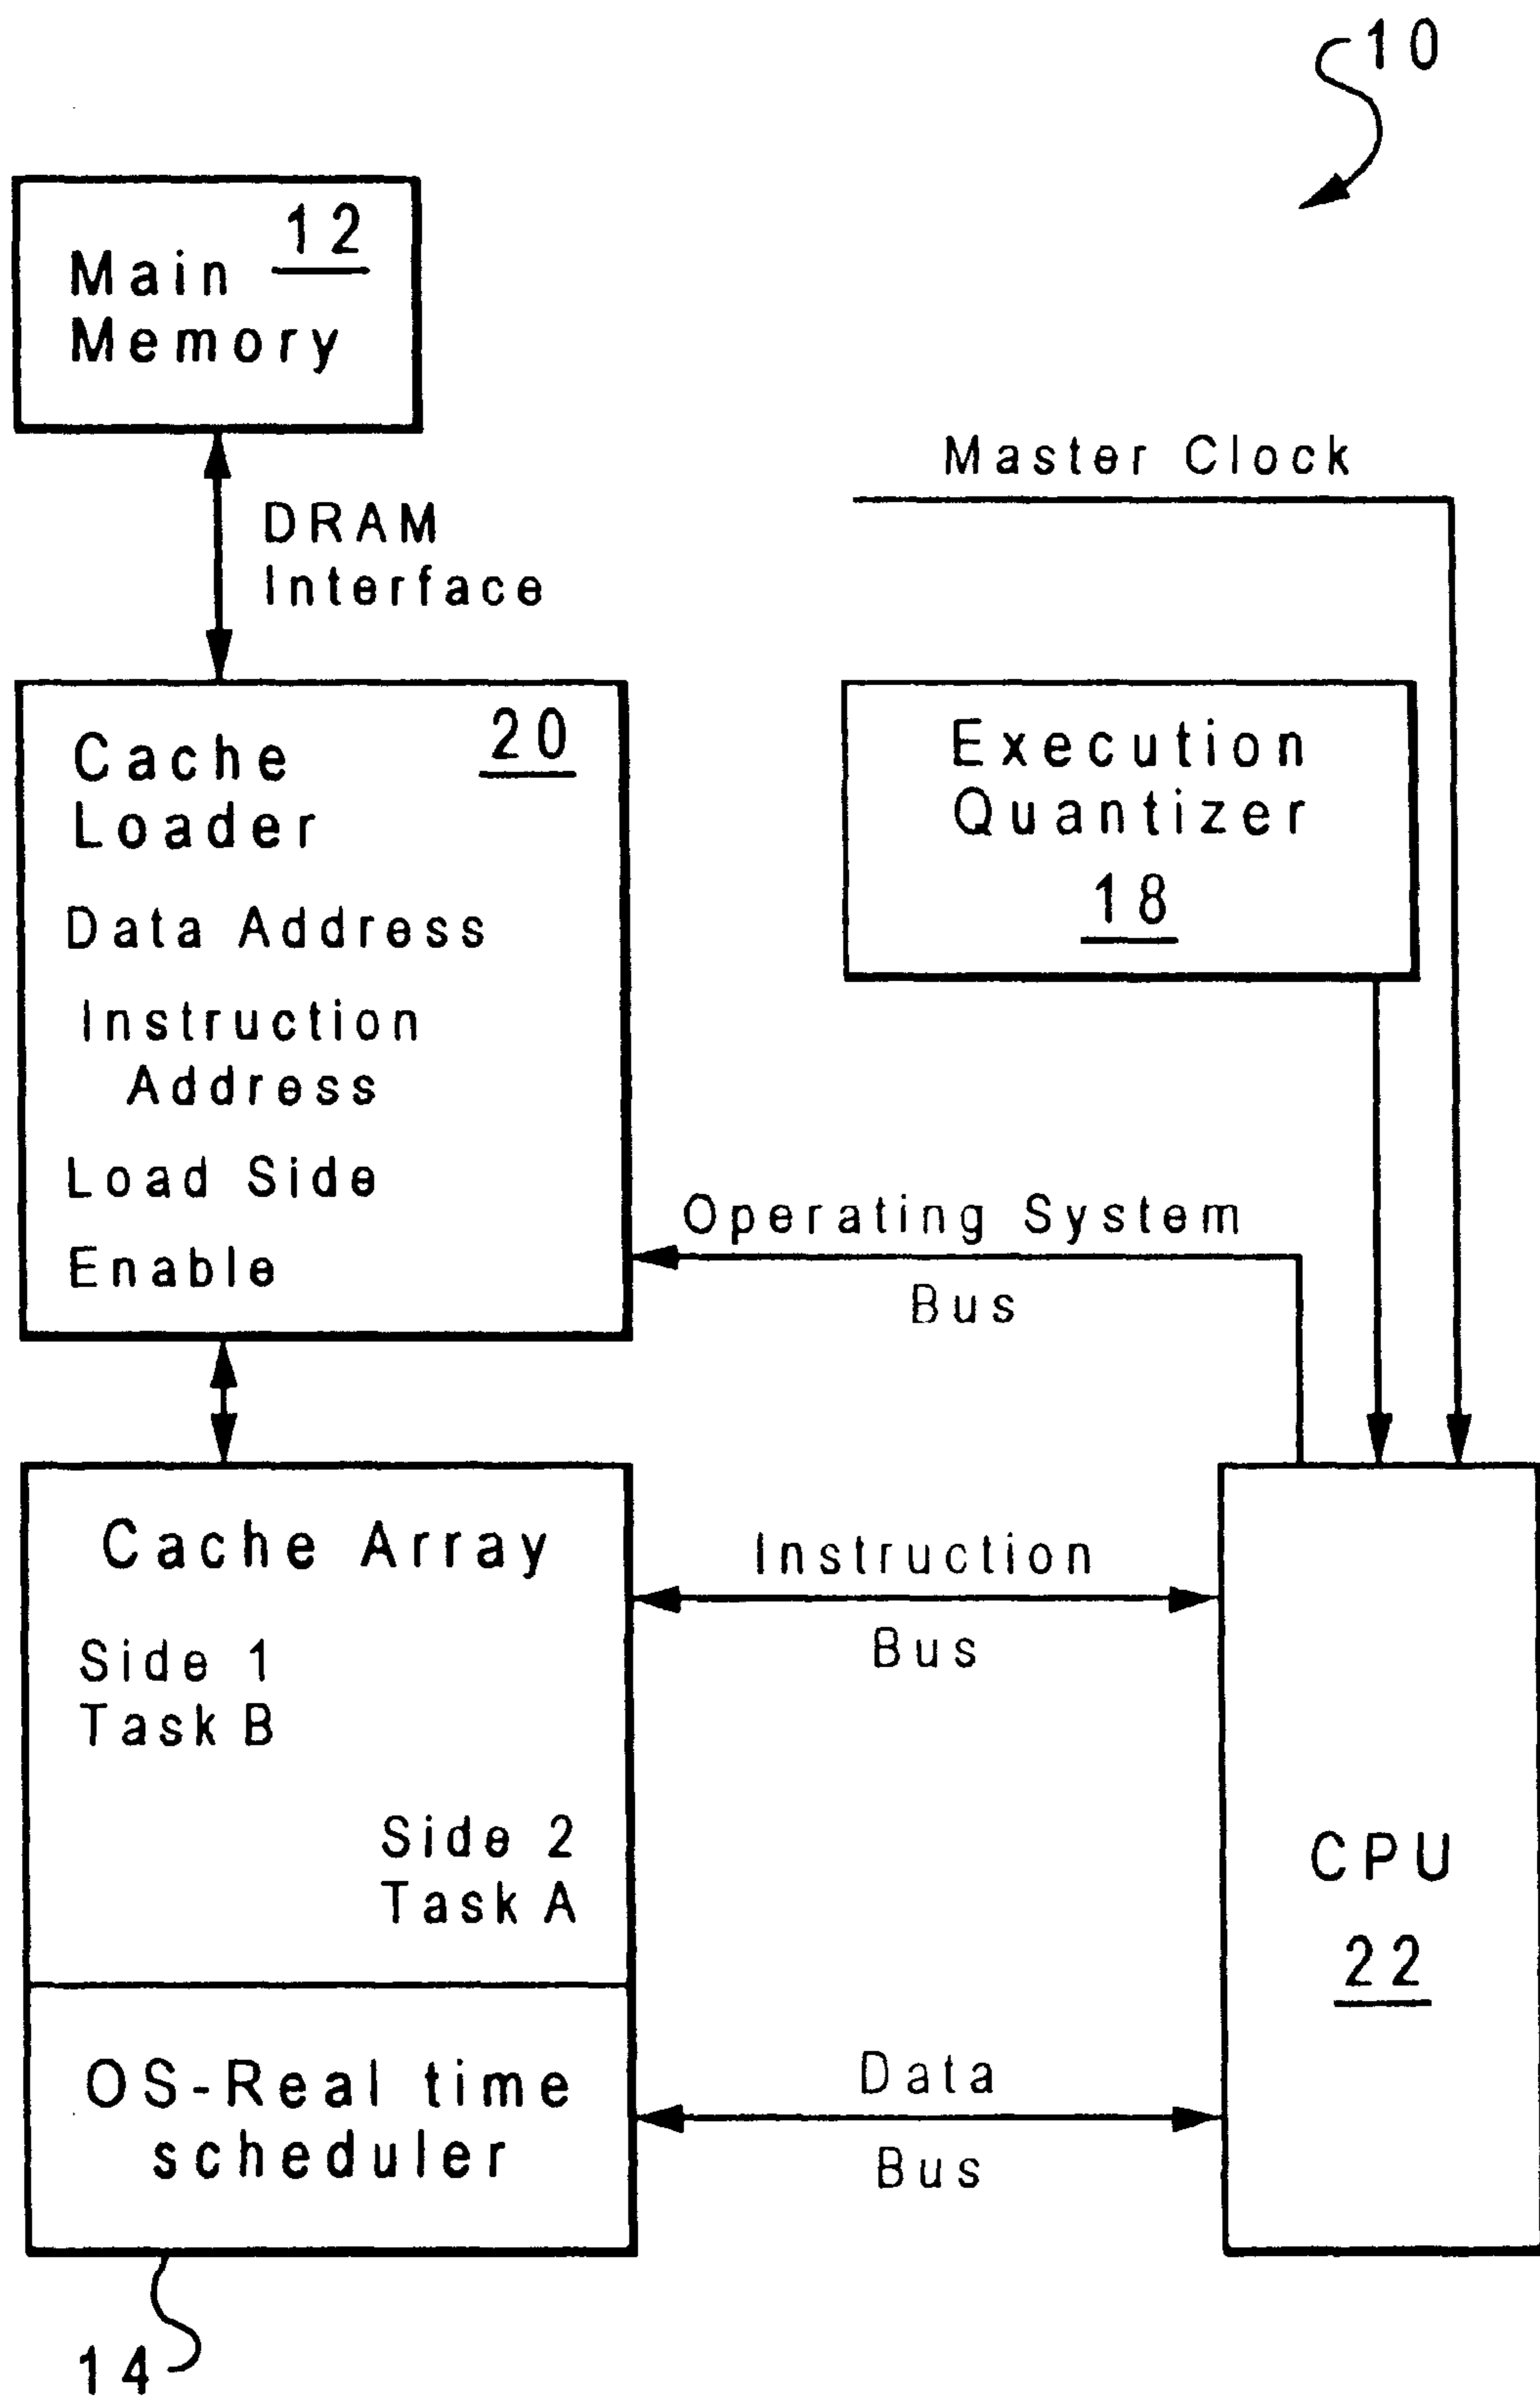 10
12
Main
Memory
DRAM
Interface
Master Clock
20
Cache
Loader
Data Address
Instruction
Address
Load Side
Enable
Execution
Quantizer
18
Operating System
Bus
Cache Array
Side 1
Task B
Side 2
Task A
OS-Real time
scheduler
Instruction
Bus
Data
Bus
CPU
22
14